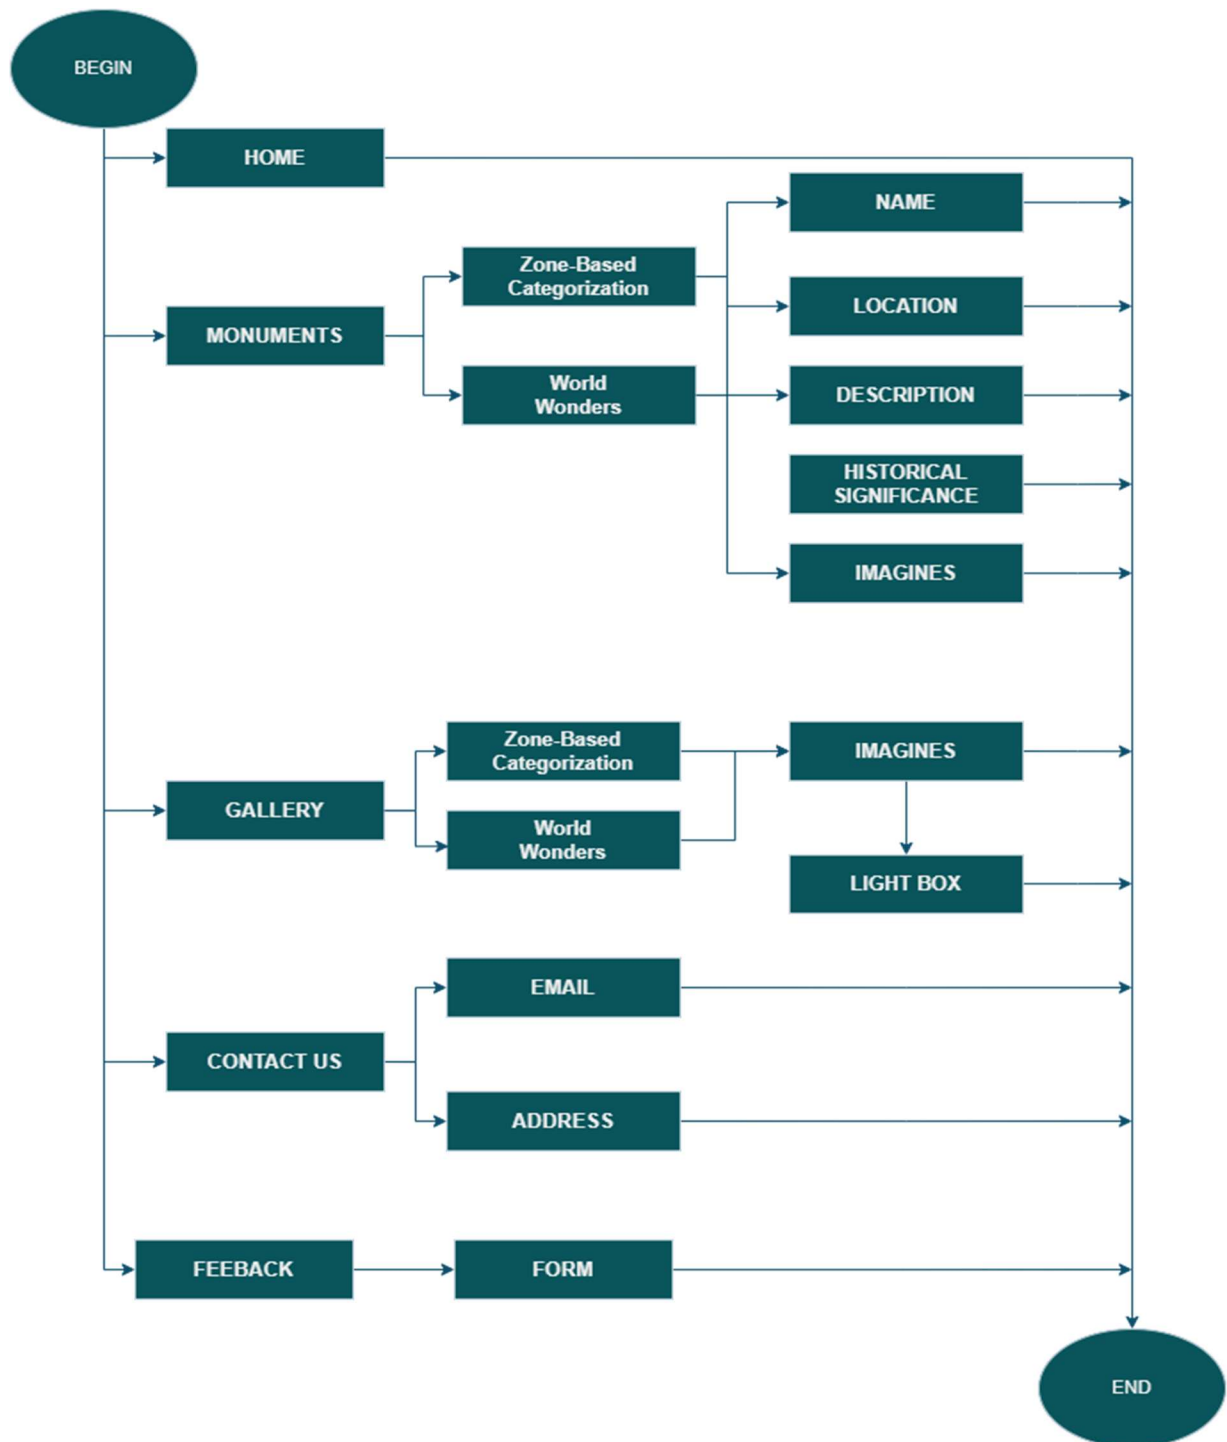 BEGIN
HOME
NAME
Zone-Based
Categorization
LOCATION
MONUMENTS
World
Wonders
DESCRIPTION
HISTORICAL
SIGNIFICANCE
IMAGINES
Zone-Based
Categorization
IMAGINES
GALLERY
World
Wonders
LIGHT BOX
EMAIL
CONTACT US
ADDRESS
FEEBACK
FORM
END